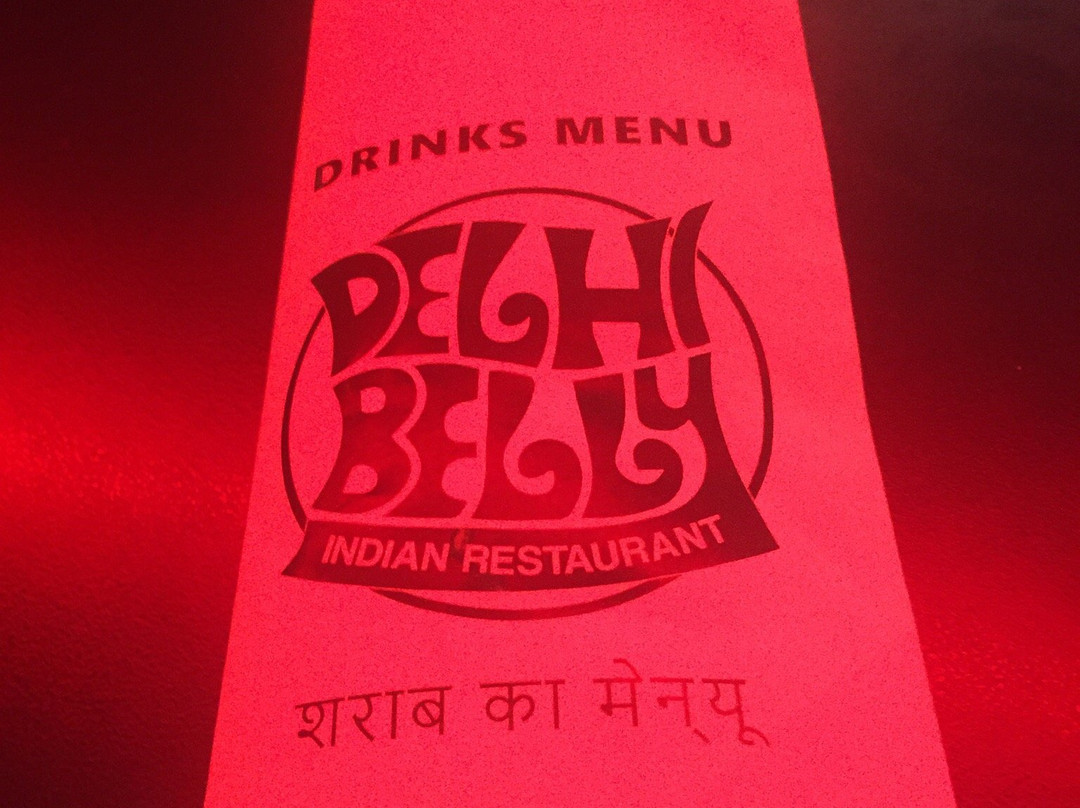 DRINKS MENU
DELHI
BELLY
INDIAN RESTAURANT
शराब का मेन्यू